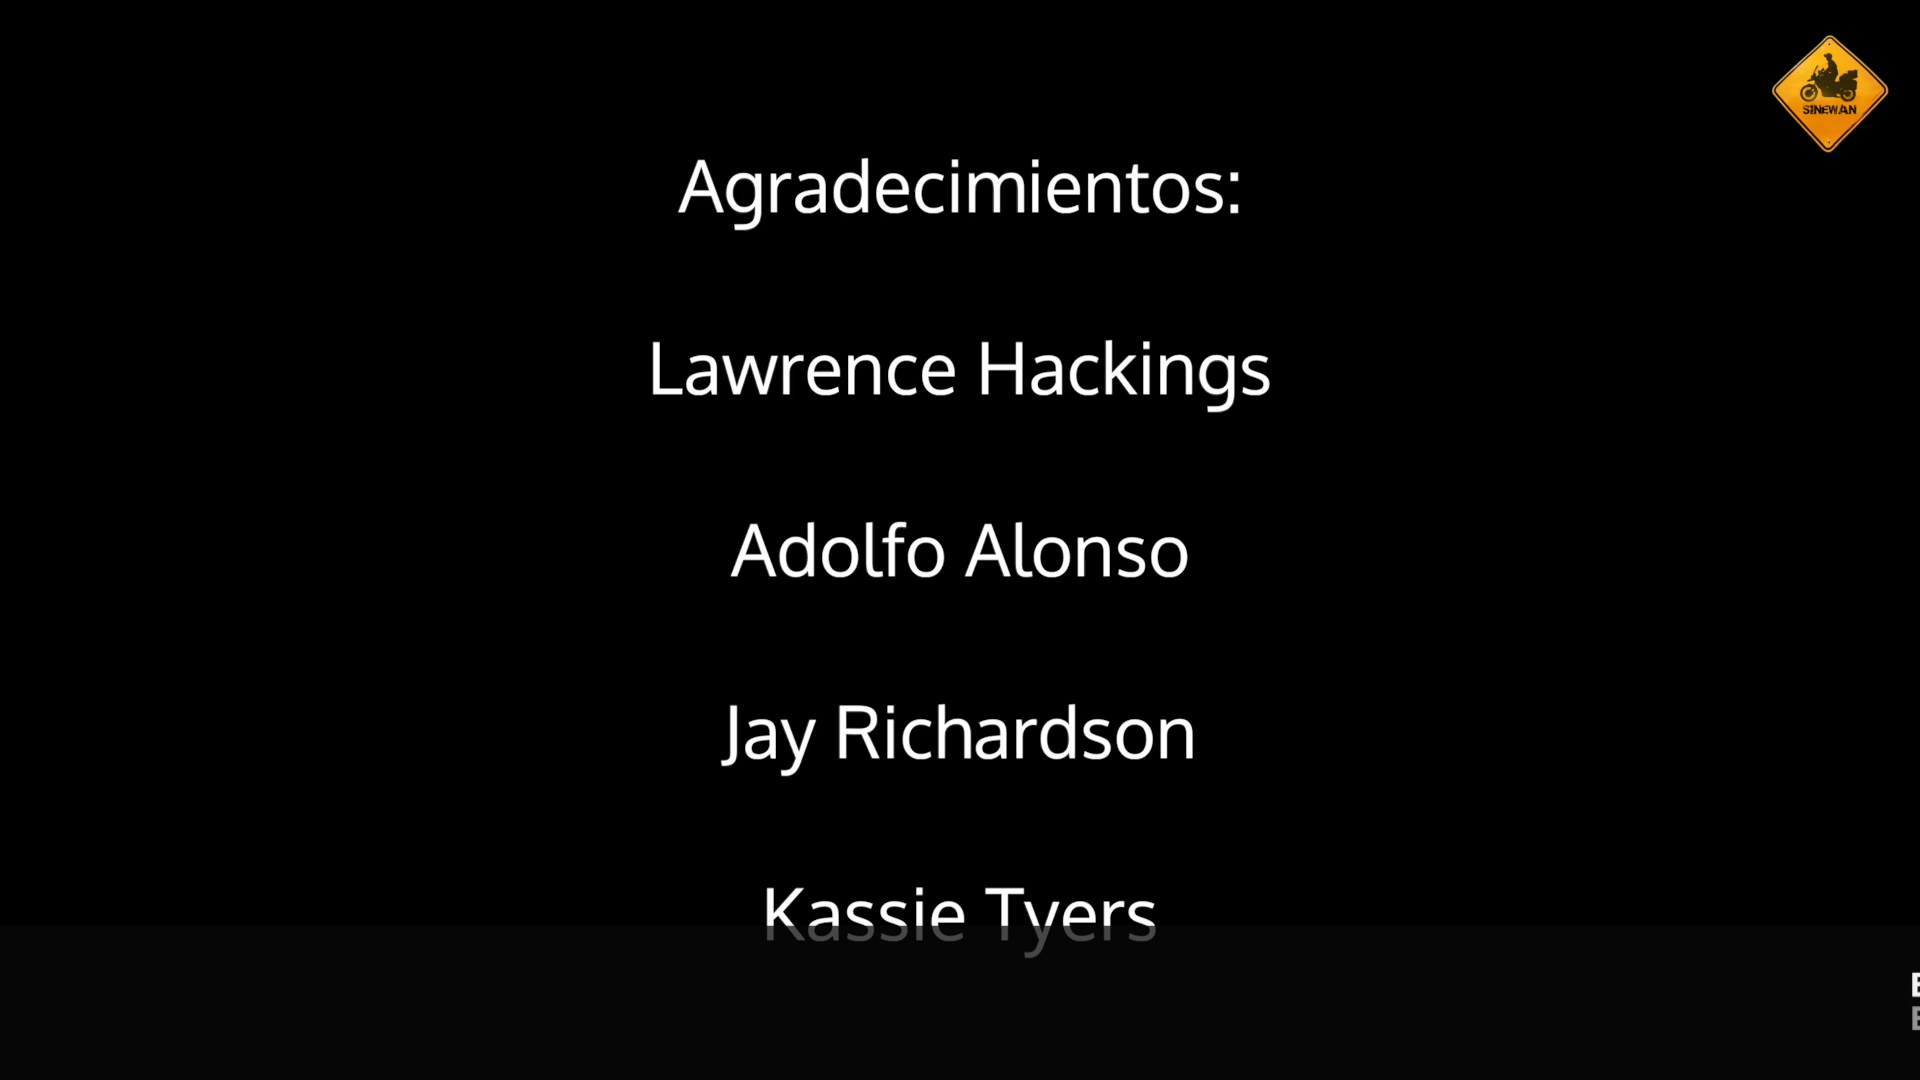 SINEWAN
Agradecimientos:
Lawrence Hackings
Adolfo Alonso
Jay Richardson
Kassie Tyers